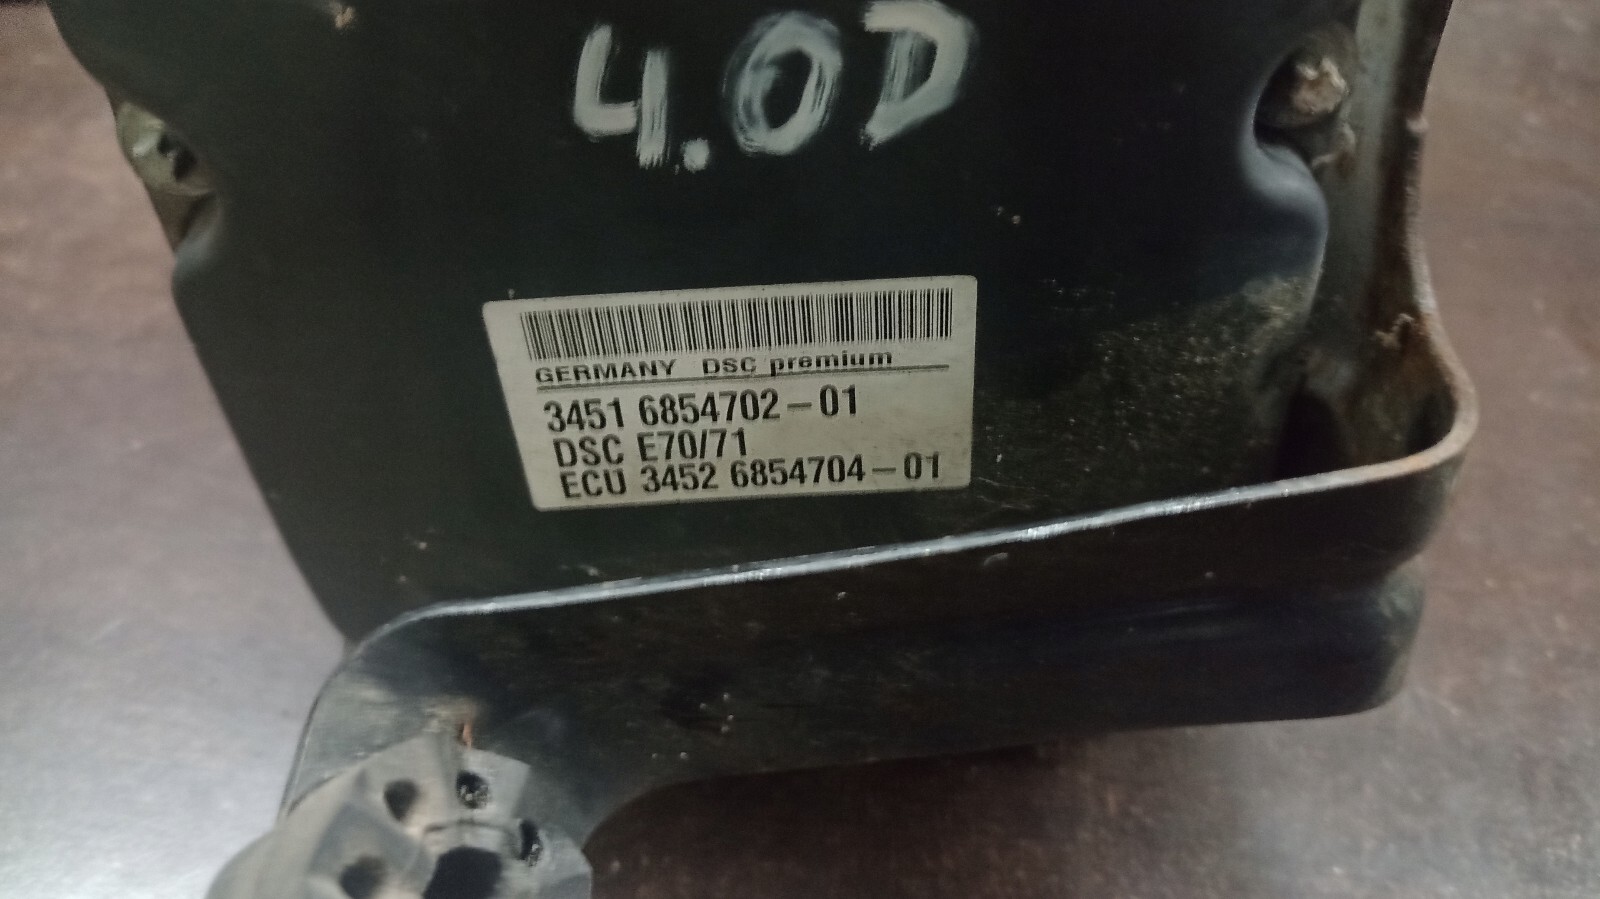 4.0D
GERMANY DSC premium
3451 6854702-01
DSC E70/71
ECU 3452 6854704-01